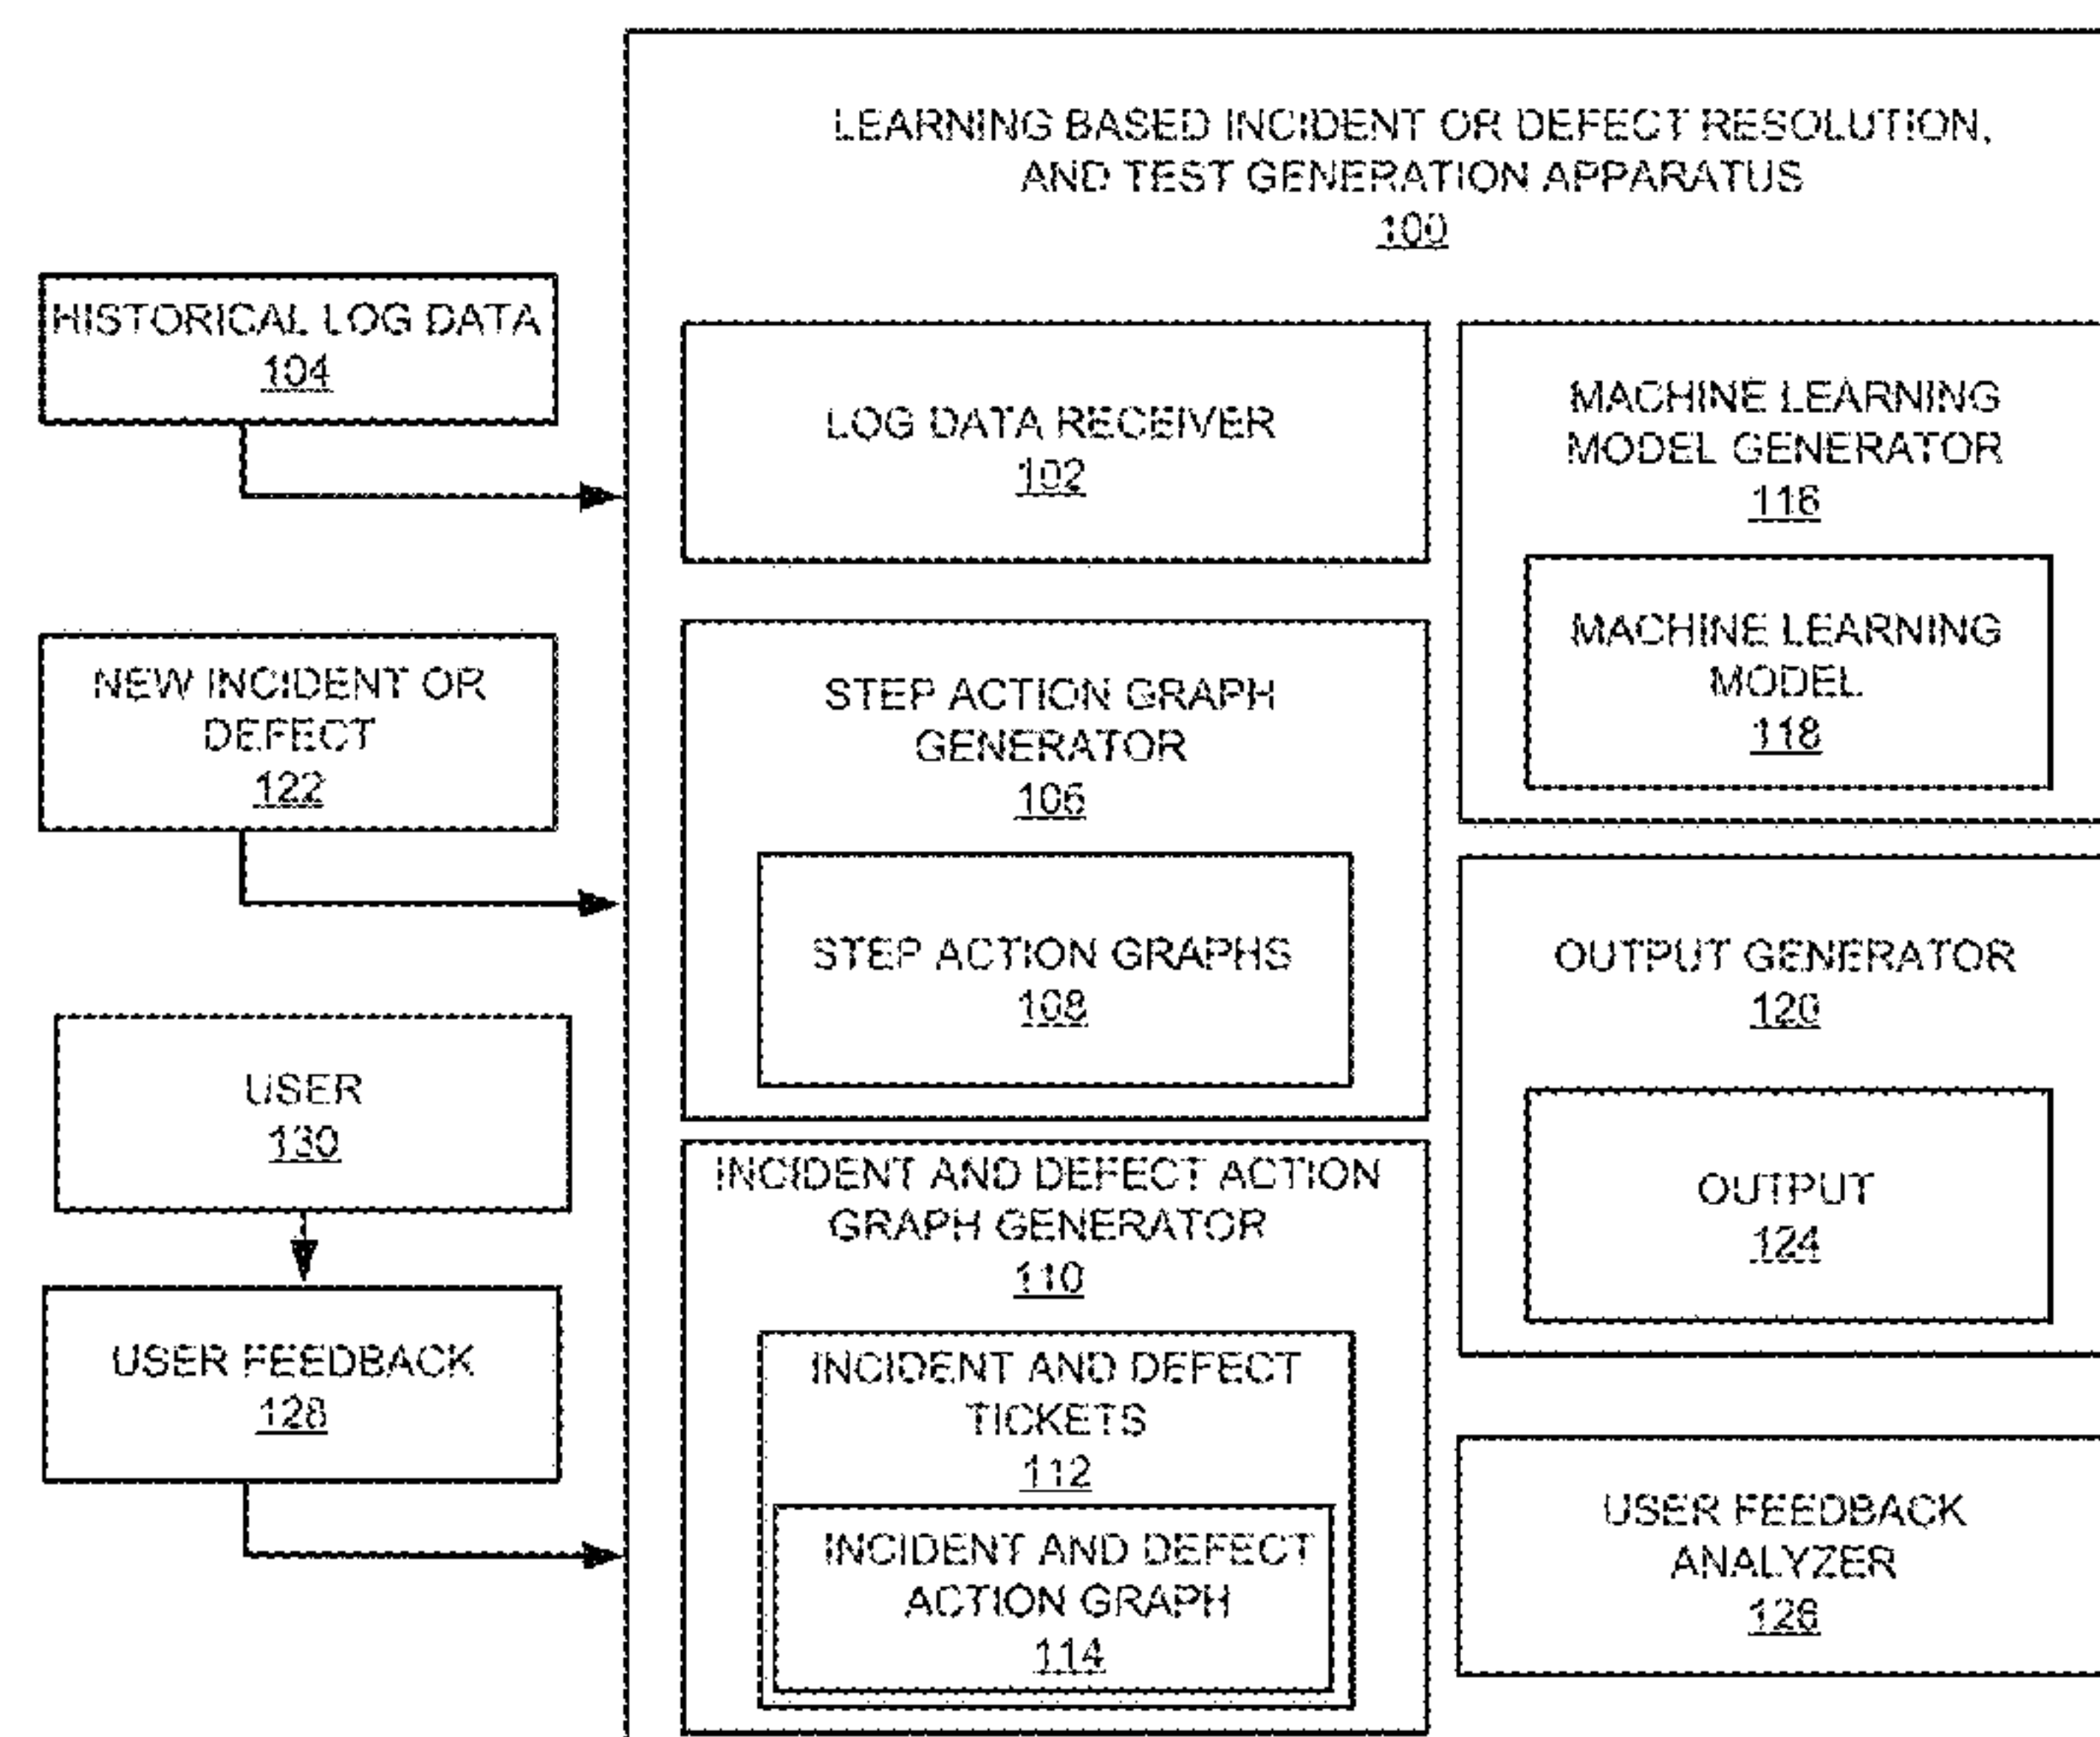 LEARNING BASED INCIDENT OR DEFECT RESOLUTION,
AND TEST GENERATION APPARATUS
100
HISTORICAL LOG DATA
104
NEW INCIDENT OR
DEFECT
122
USER
130
USER FEEDBACK
128
LOG DATA RECEIVER
102
STEP ACTION GRAPH
GENERATOR
106
STEP ACTION GRAPHS
108
INCIDENT AND DEFECT ACTION
GRAPH GENERATOR
110
INCIDENT AND DEFECT
TICKETS
112
INCIDENT AND DEFECT
ACTION GRAPH
114
MACHINE LEARNING
MODEL GENERATOR
116
MACHINE LEARNING
MODEL
118
OUTPUT GENERATOR
120
OUTPUT
124
USER FEEDBACK
ANALYZER
126